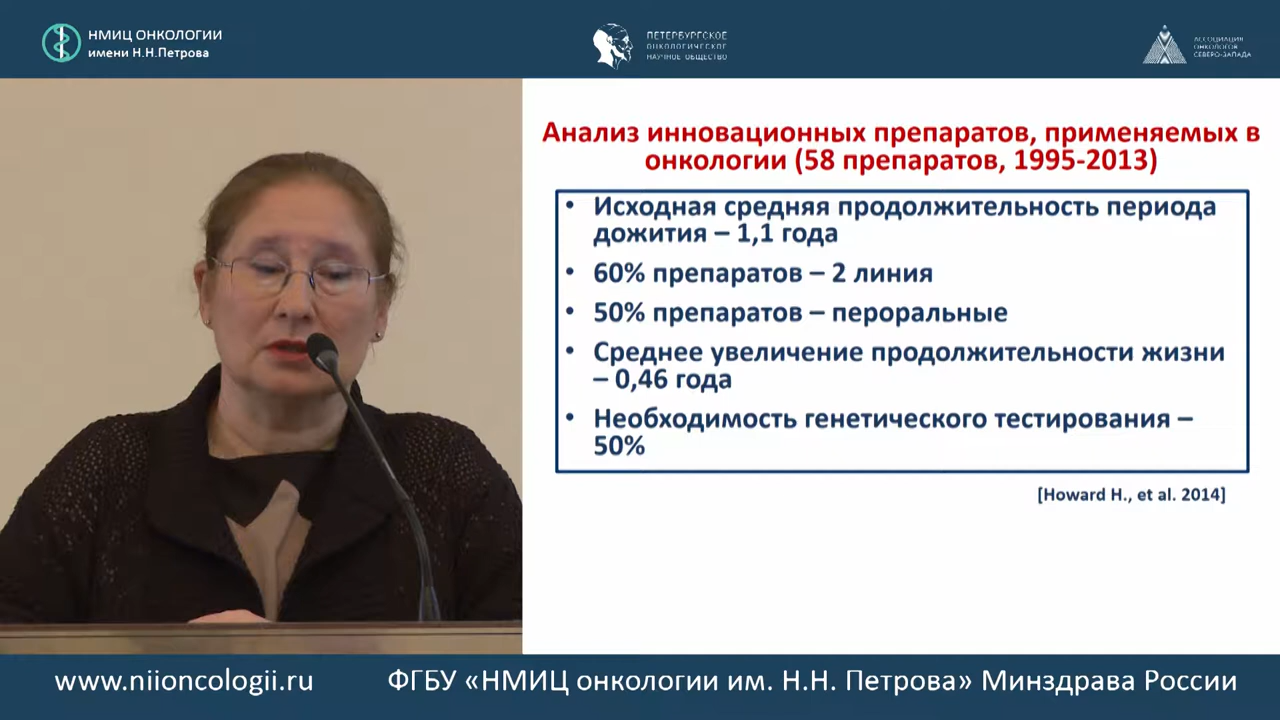 НМИЦ ОНКОЛОГИИ
имени Н.Н.Петрова
ПЕТЕРБУРГСКОЕ
ОНКОЛОГИЧЕСКОЕ
НАУЧНОЕ ОБЩЕСТВО
АССОЦИАЦИЯ
ОНКОЛОГОВ
СЕВЕРО-ЗАПАДА
Анализ инновационных препаратов, применяемых в
онкологии (58 препаратов, 1995-2013)
• Исходная средняя продолжительность периода
дожития – 1,1 года
• 60% препаратов – 2 линия
• 50% препаратов – пероральные
• Среднее увеличение продолжительности жизни
– 0,46 года
• Необходимость генетического тестирования –
50%
[Howard H., et al. 2014]
www.niioncologii.ru
ФГБУ «НМИЦ онкологии им. Н.Н. Петрова» Минздрава России